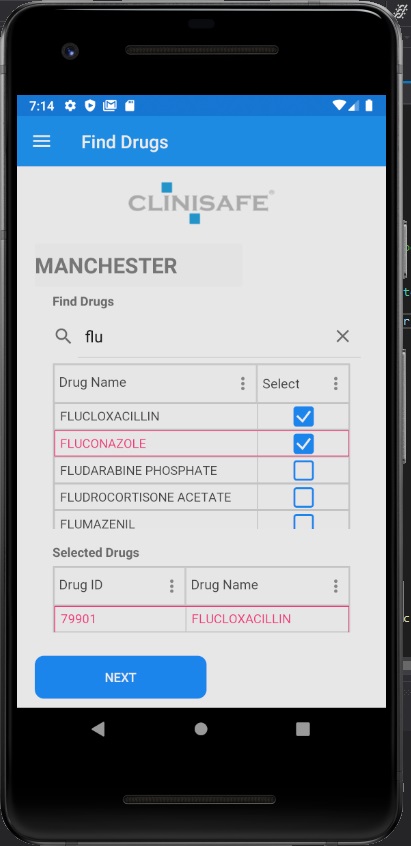 7:14
Find Drugs
CLINISAFE®
MANCHESTER
Find Drugs
flu
Drug Name Select
FLUCLOXACILLIN
FLUCONAZOLE
FLUDARABINE PHOSPHATE
FLUDROCORTISONE ACETATE
FLUMAZENIL
Selected Drugs
Drug ID Drug Name
79901 FLUCLOXACILLIN
NEXT